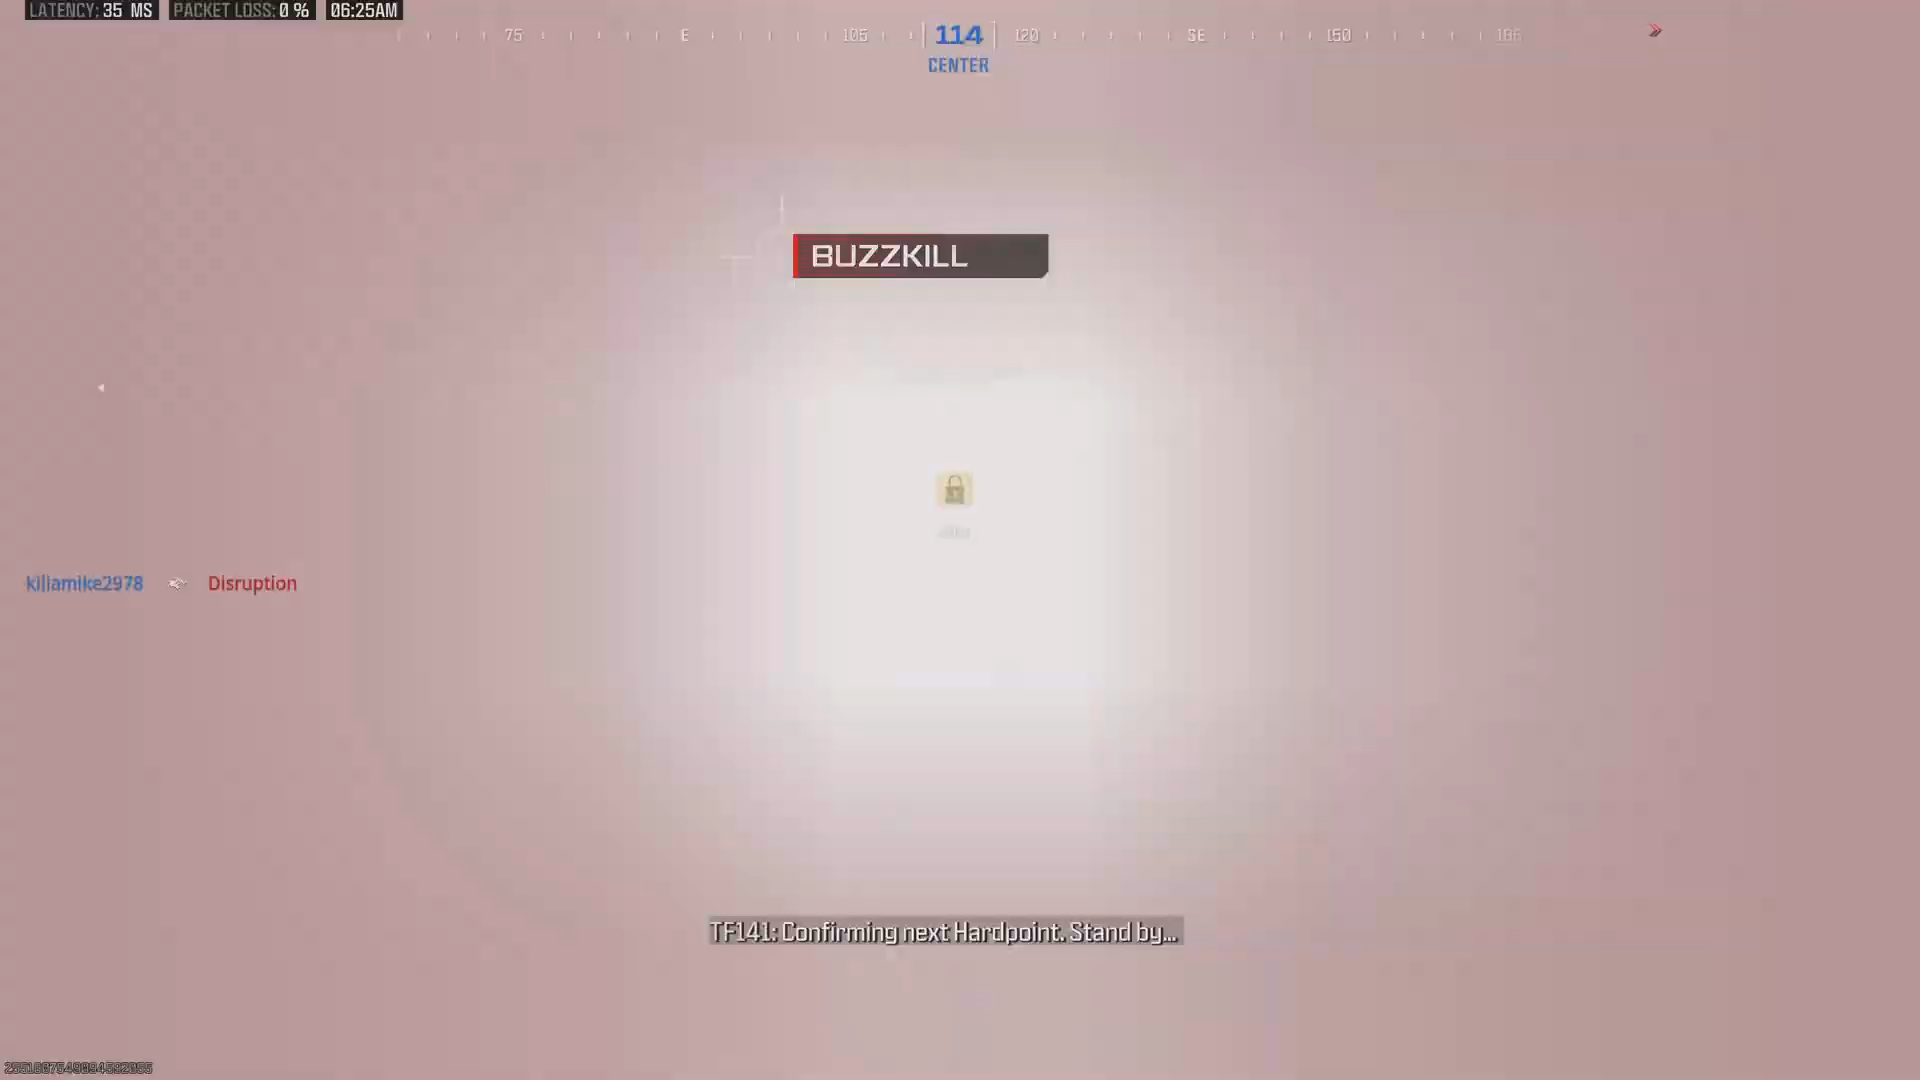 LATENCY: 35 MS PACKET LOSS: 0 % 06:25AM
75 E 105 114 120 SE 150 165
CENTER
BUZZKILL
killamike2978 Disruption
TF141: Confirming next Hardpoint. Stand by...